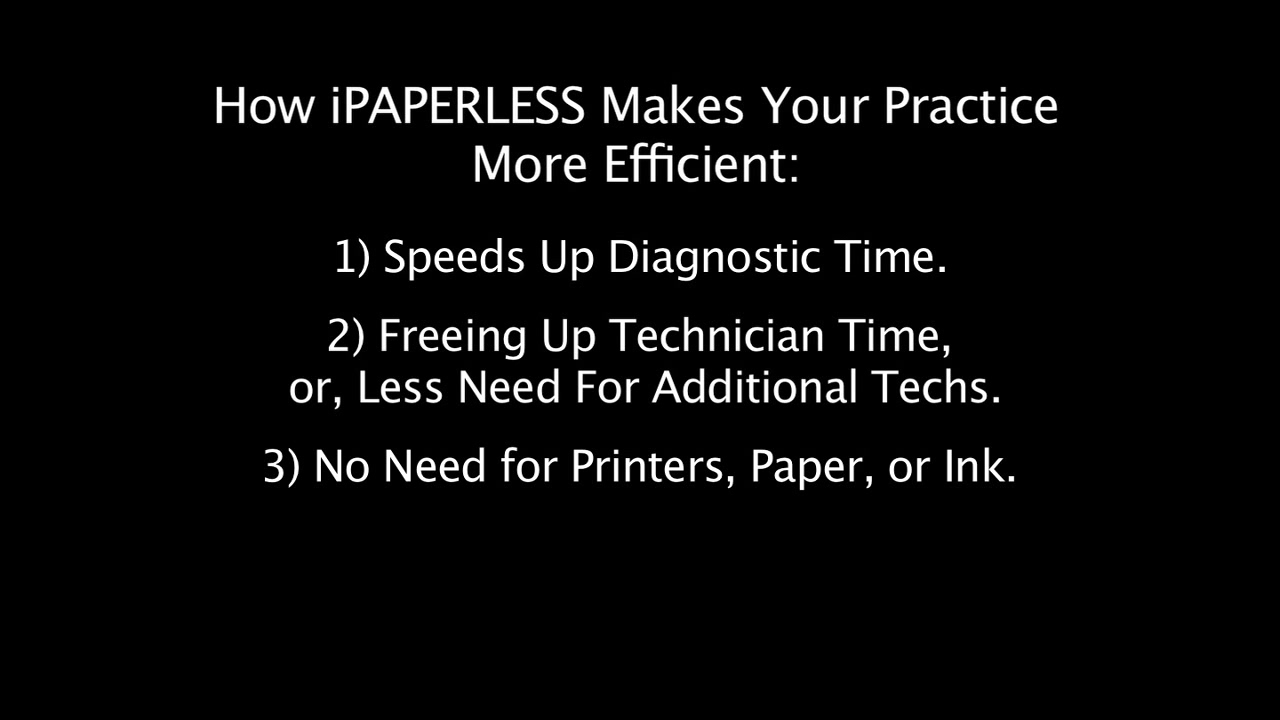 How iPAPERLESS Makes Your Practice
More Efficient:
1) Speeds Up Diagnostic Time.
2) Freeing Up Technician Time,
or, Less Need For Additional Techs.
3) No Need for Printers, Paper, or Ink.